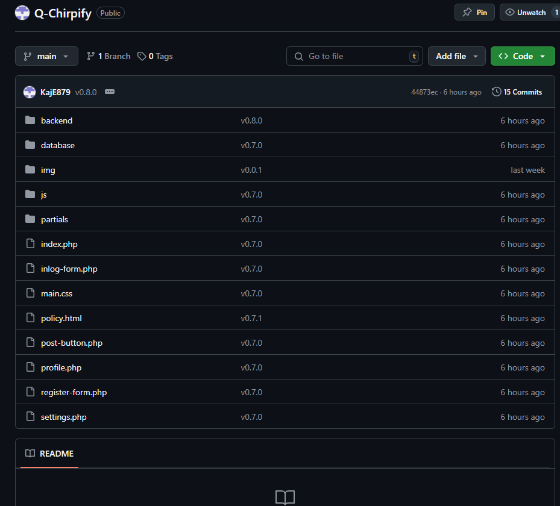 Q-Chirpify Public Pin Unwatch 1
main 1 Branch 0 Tags Go to file t Add file Code
KajE879 v0.8.0 44873ec · 6 hours ago 15 Commits
backend v0.8.0 6 hours ago
database v0.7.0 6 hours ago
img v0.0.1 last week
js v0.7.0 6 hours ago
partials v0.7.0 6 hours ago
index.php v0.7.0 6 hours ago
inlog-form.php v0.7.0 6 hours ago
main.css v0.7.0 6 hours ago
policy.html v0.7.1 6 hours ago
post-button.php v0.7.0 6 hours ago
profile.php v0.7.0 6 hours ago
register-form.php v0.7.0 6 hours ago
settings.php v0.7.0 6 hours ago
README